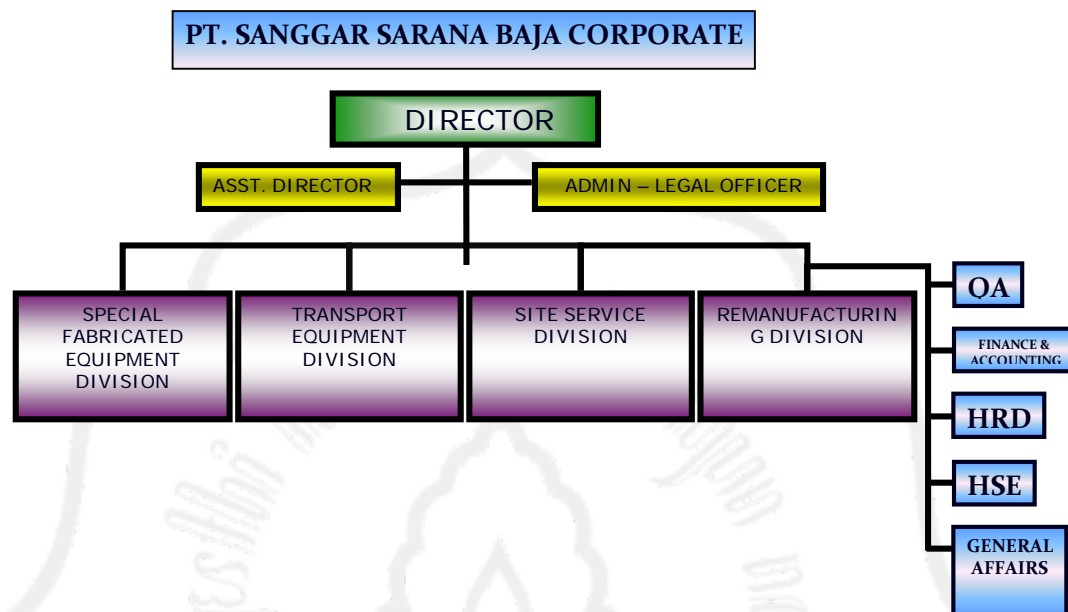 PT. SANGGAR SARANA BAJA CORPORATE
DIRECTOR
ASST. DIRECTOR
ADMIN – LEGAL OFFICER
SPECIAL
FABRICATED
EQUIPMENT
DIVISION
TRANSPORT
EQUIPMENT
DIVISION
SITE SERVICE
DIVISION
REMANUFACTURIN
G DIVISION
QA
FINANCE &
ACCOUNTING
HRD
HSE
GENERAL
AFFAIRS